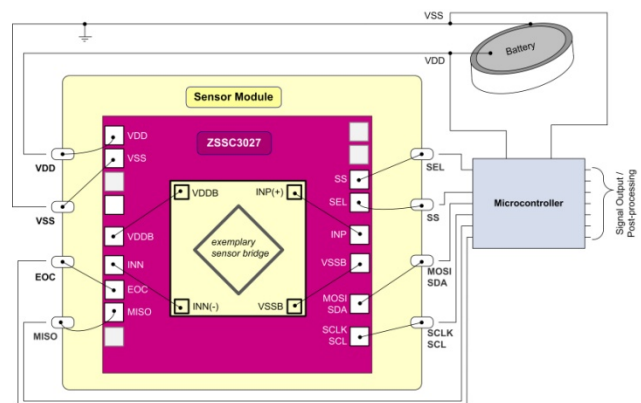 VSS
Battery
VDD
Sensor Module
ZSSC3027
VDD
VSS
VDDB
INN
EOC
MISO
VDDB
INP(+)
exemplary
sensor bridge
INN(-)
VSSB
SS
SEL
INP
VSSB
MOSI
SDA
SCLK
SCL
VDD
VSS
EOC
MISO
SEL
SS
MOSI
SDA
SCLK
SCL
Microcontroller
Signal Output /
Post-processing